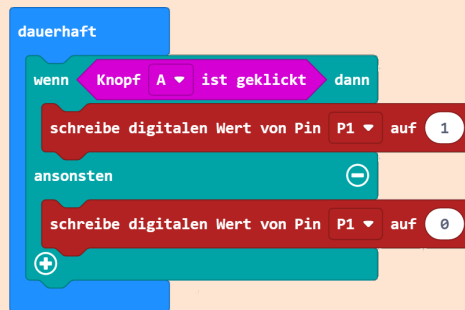 dauerhaft
wenn Knopf A ist geklickt dann
schreibe digitalen Wert von Pin P1 auf 1
ansonsten
schreibe digitalen Wert von Pin P1 auf 0